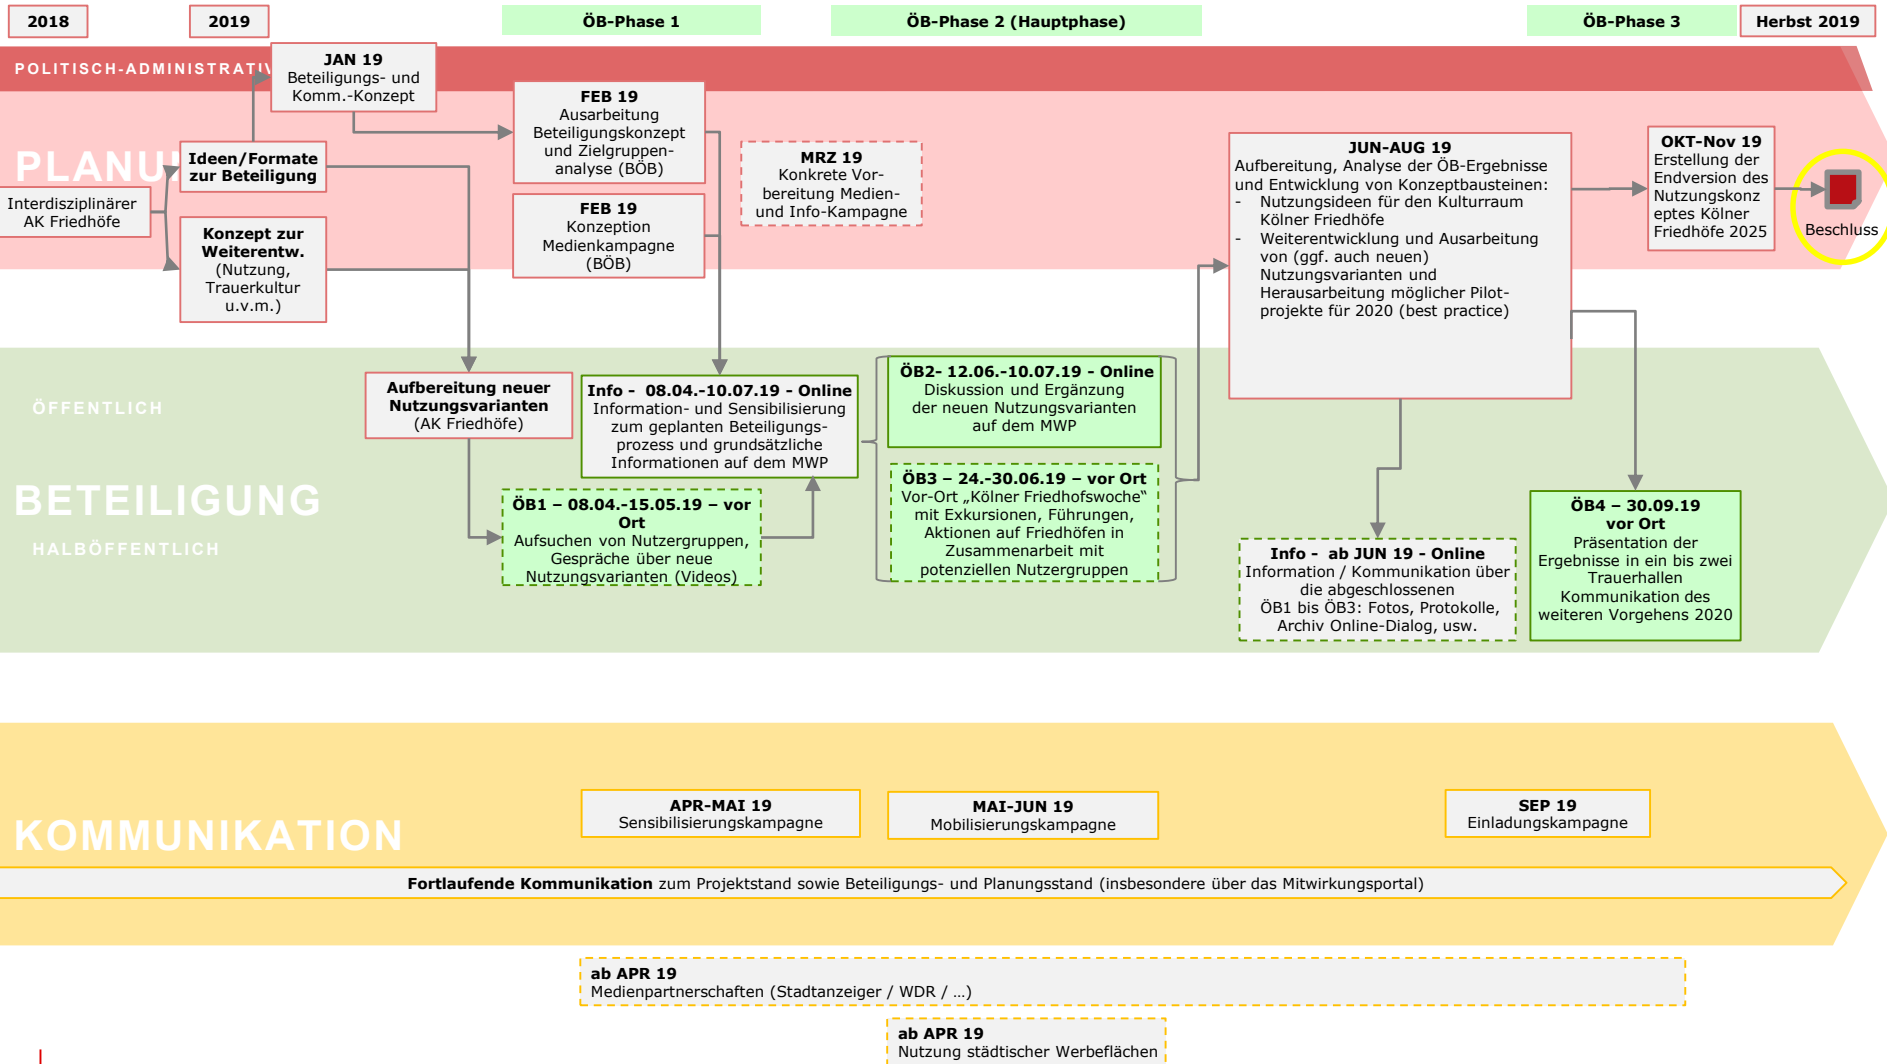 2018
2019
ÖB-Phase 1
ÖB-Phase 2 (Hauptphase)
ÖB-Phase 3
Herbst 2019
POLITISCH-ADMINISTRATIV
JAN 19
Beteiligungs- und
Komm.-Konzept
PLANU
Interdisziplinärer
AK Friedhöfe
Ideen/Formate
zur Beteiligung
Konzept zur
Weiterentw.
(Nutzung,
Trauerkultur
u.v.m.)
FEB 19
Ausarbeitung
Beteiligungskonzept
und Zielgruppen-
analyse (BÖB)
FEB 19
Konzeption
Medienkampagne
(BÖB)
MRZ 19
Konkrete Vor-
bereitung Medien-
und Info-Kampagne
JUN-AUG 19
Aufbereitung, Analyse der ÖB-Ergebnisse
und Entwicklung von Konzeptbausteinen:
- Nutzungsideen für den Kulturraum
Kölner Friedhöfe
- Weiterentwicklung und Ausarbeitung
von (ggf. auch neuen)
Nutzungsvarianten und
Herausarbeitung möglicher Pilot-
projekte für 2020 (best practice)
OKT-Nov 19
Erstellung der
Endversion des
Nutzungskonz
eptes Kölner
Friedhöfe 2025
Beschluss
ÖFFENTLICH
BETEILIGUNG
HALBÖFFENTLICH
Aufbereitung neuer
Nutzungsvarianten
(AK Friedhöfe)
Info - 08.04.-10.07.19 - Online
Information- und Sensibilisierung
zum geplanten Beteiligungs-
prozess und grundsätzliche
Informationen auf dem MWP
ÖB1 – 08.04.-15.05.19 – vor
Ort
Aufsuchen von Nutzergruppen,
Gespräche über neue
Nutzungsvarianten (Videos)
ÖB2- 12.06.-10.07.19 - Online
Diskussion und Ergänzung
der neuen Nutzungsvarianten
auf dem MWP
ÖB3 – 24.-30.06.19 – vor Ort
Vor-Ort „Kölner Friedhofswoche“
mit Exkursionen, Führungen,
Aktionen auf Friedhöfen in
Zusammenarbeit mit
potenziellen Nutzergruppen
Info - ab JUN 19 - Online
Information / Kommunikation über
die abgeschlossenen
ÖB1 bis ÖB3: Fotos, Protokolle,
Archiv Online-Dialog, usw.
ÖB4 – 30.09.19
vor Ort
Präsentation der
Ergebnisse in ein bis zwei
Trauerhallen
Kommunikation des
weiteren Vorgehens 2020
KOMMUNIKATION
APR-MAI 19
Sensibilisierungskampagne
MAI-JUN 19
Mobilisierungskampagne
SEP 19
Einladungskampagne
Fortlaufende Kommunikation zum Projektstand sowie Beteiligungs- und Planungsstand (insbesondere über das Mitwirkungsportal)
ab APR 19
Medienpartnerschaften (Stadtanzeiger / WDR / …)
ab APR 19
Nutzung städtischer Werbeflächen